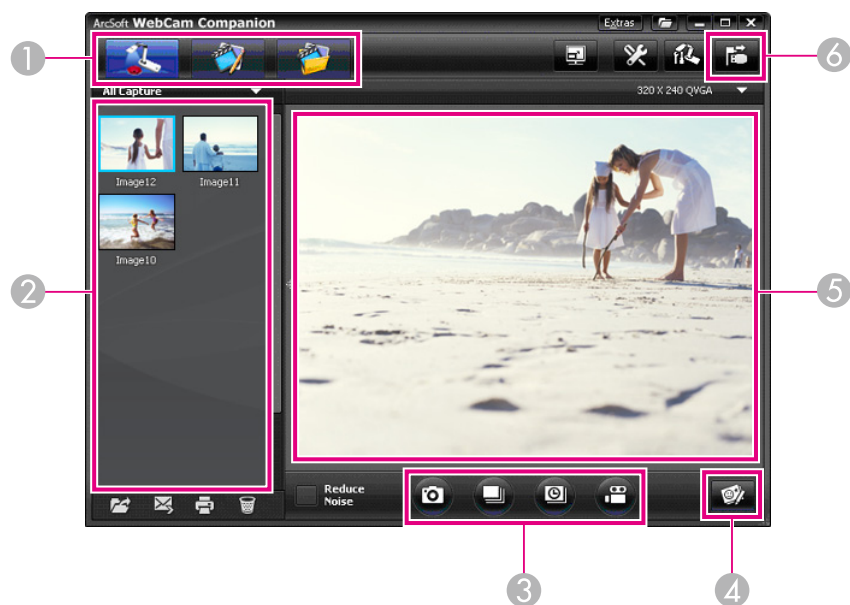 ArcSoft WebCam Companion
Extras
1
6
All Capture
320 X 240 QVGA
Image12
Image11
Image10
2
5
Reduce
Noise
3
4